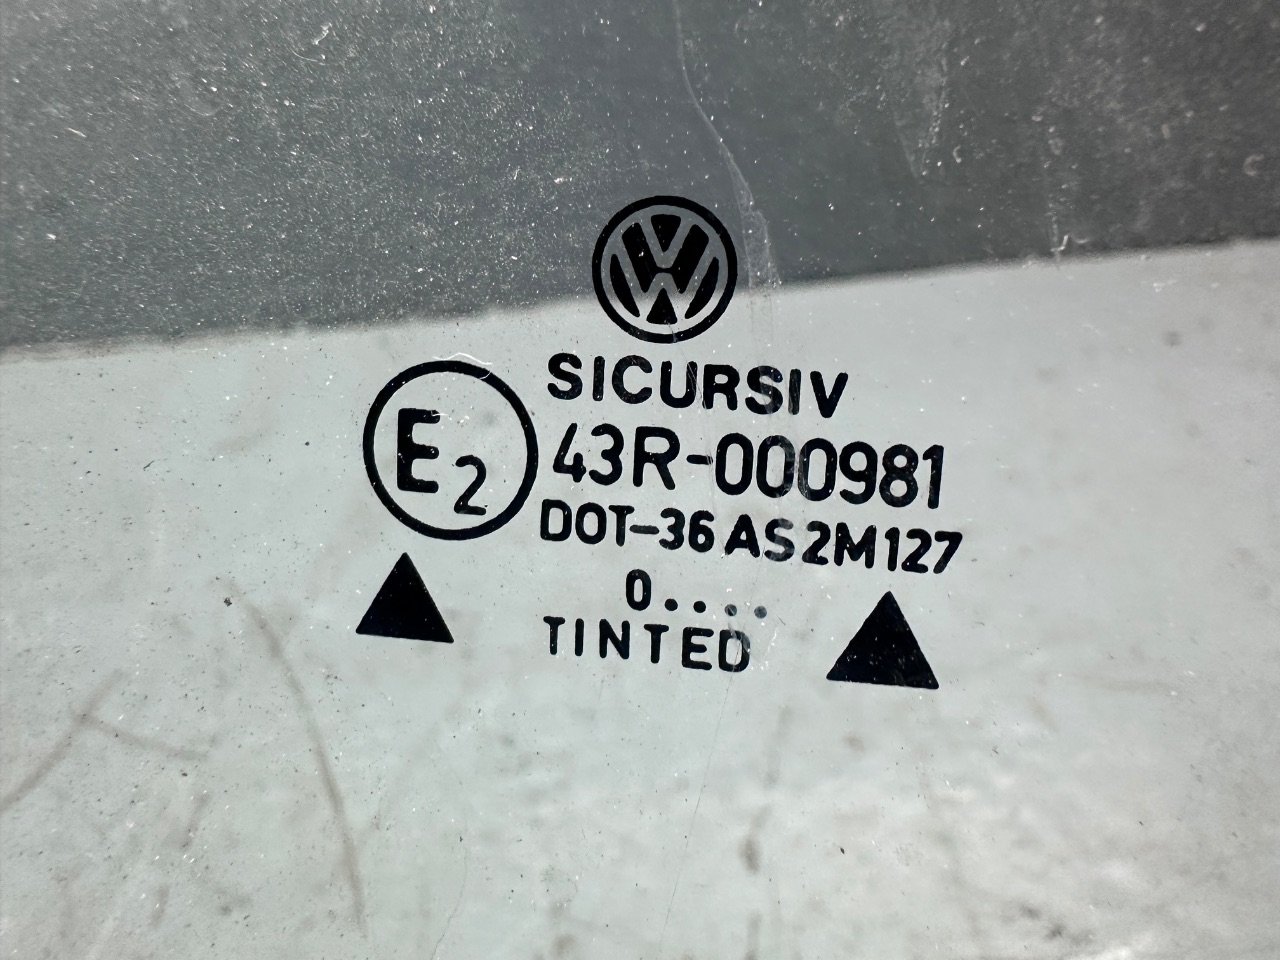 SICURSIV
E2
43R-000981
DOT-36 AS2M127
0....
TINTED